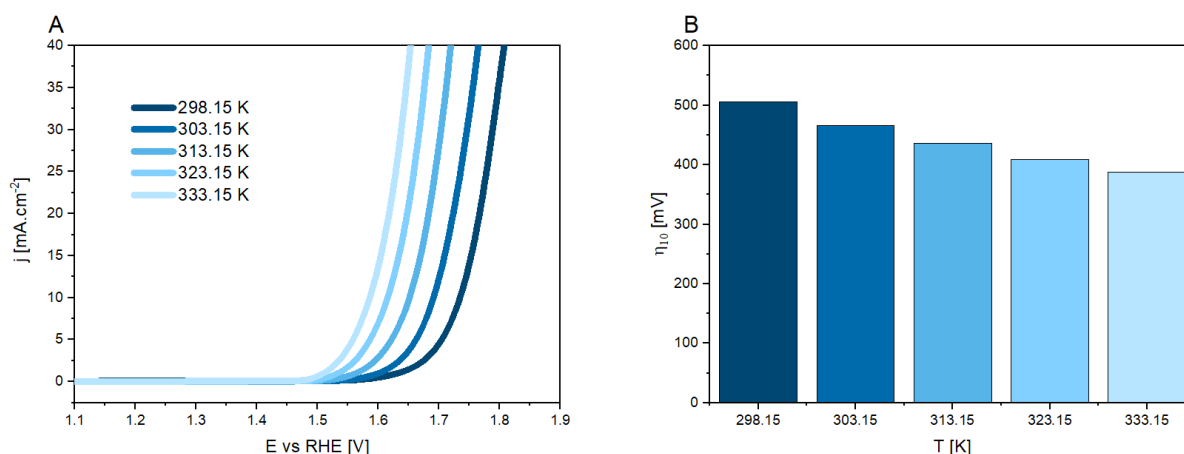 A
40
35
30
25
20
15
10
5
0
j [mA.cm-2]
298.15 K
303.15 K
313.15 K
323.15 K
333.15 K
1.1 1.2 1.3 1.4 1.5 1.6 1.7 1.8 1.9
E vs RHE [V]
B
600
500
400
300
200
100
0
η10 [mV]
298.15 303.15 313.15 323.15 333.15
T [K]